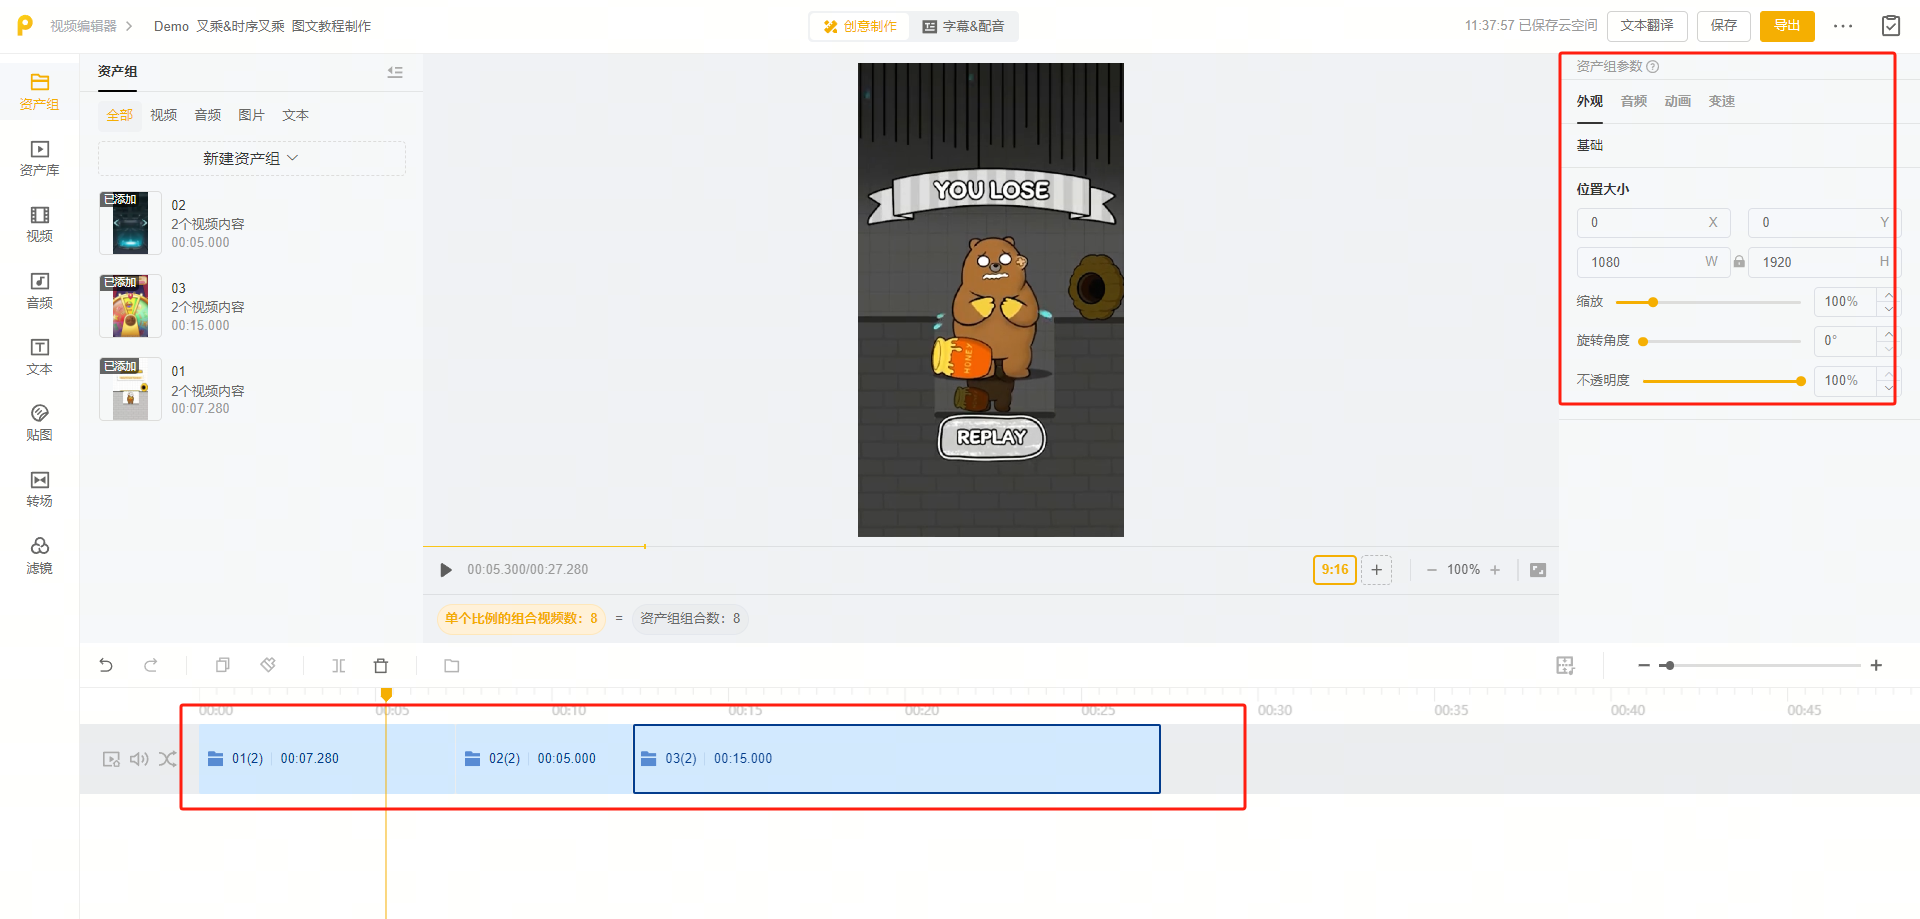 视频编辑器
Demo 叉乘&时序叉乘 图文教程制作
创意制作
字幕&配音
11:37:57 已保存云空间
文本翻译
保存
导出
资产组
资产库
视频
音频
文本
贴图
转场
滤镜
资产组
全部 视频 音频 图片 文本
新建资产组
已添加
02
2个视频内容
00:05.000
已添加
03
2个视频内容
00:15.000
已添加
01
2个视频内容
00:07.280
YOU LOSE
HONEY
REPLAY
00:05.300/00:27.280
9:16
100%
单个比例的组合视频数：8 = 资产组组合数：8
资产组参数
外观 音频 动画 变速
基础
位置大小
0 X 0 Y
1080 W 1920 H
缩放 100%
旋转角度 0°
不透明度 100%
00:00 00:05 00:10 00:15 00:20 00:25 00:30 00:35 00:40 00:45
01(2) 00:07.280
02(2) 00:05.000
03(2) 00:15.000